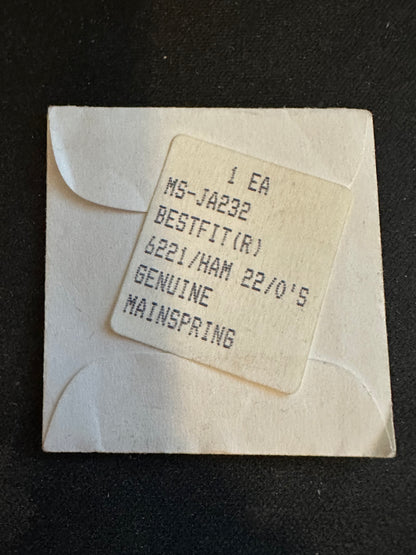 1 EA
MS-JA232
BESTFIT(R)
6221/HAM 22/0'S
GENUINE
MAINSPRING